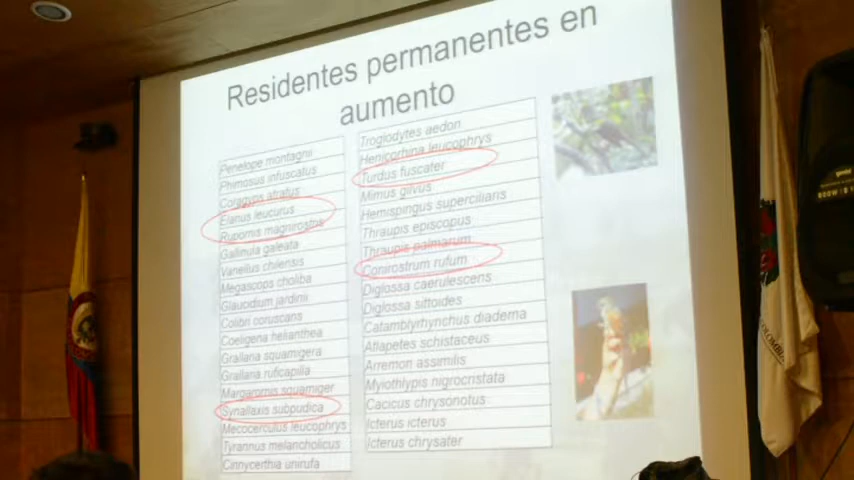 Residentes permanentes en
aumento
Penelope montagnii
Phimosus infuscatus
Coragyps atratus
Elanus leucurus
Rupornis magnirostris
Gallinula galeata
Vanellus chilensis
Megascops choliba
Glaucidium jardinii
Colibri coruscans
Coeligena helianthea
Grallaria squamigera
Grallaria ruficapilla
Margarornis squamiger
Synallaxis subpudica
Mecocerculus leucophrys
Tyrannus melancholicus
Cinnycerthia unirufa
Troglodytes aedon
Henicorhina leucophrys
Turdus fuscater
Mimus gilvus
Hemispingus superciliaris
Thraupis episcopus
Thraupis palmarum
Conirostrum rufum
Diglossa caerulescens
Diglossa sittoides
Catamblyrhynchus diadema
Atlapetes schistaceus
Arremon assimilis
Myiothlypis nigrocristata
Cacicus chrysonotus
Icterus icterus
Icterus chrysater